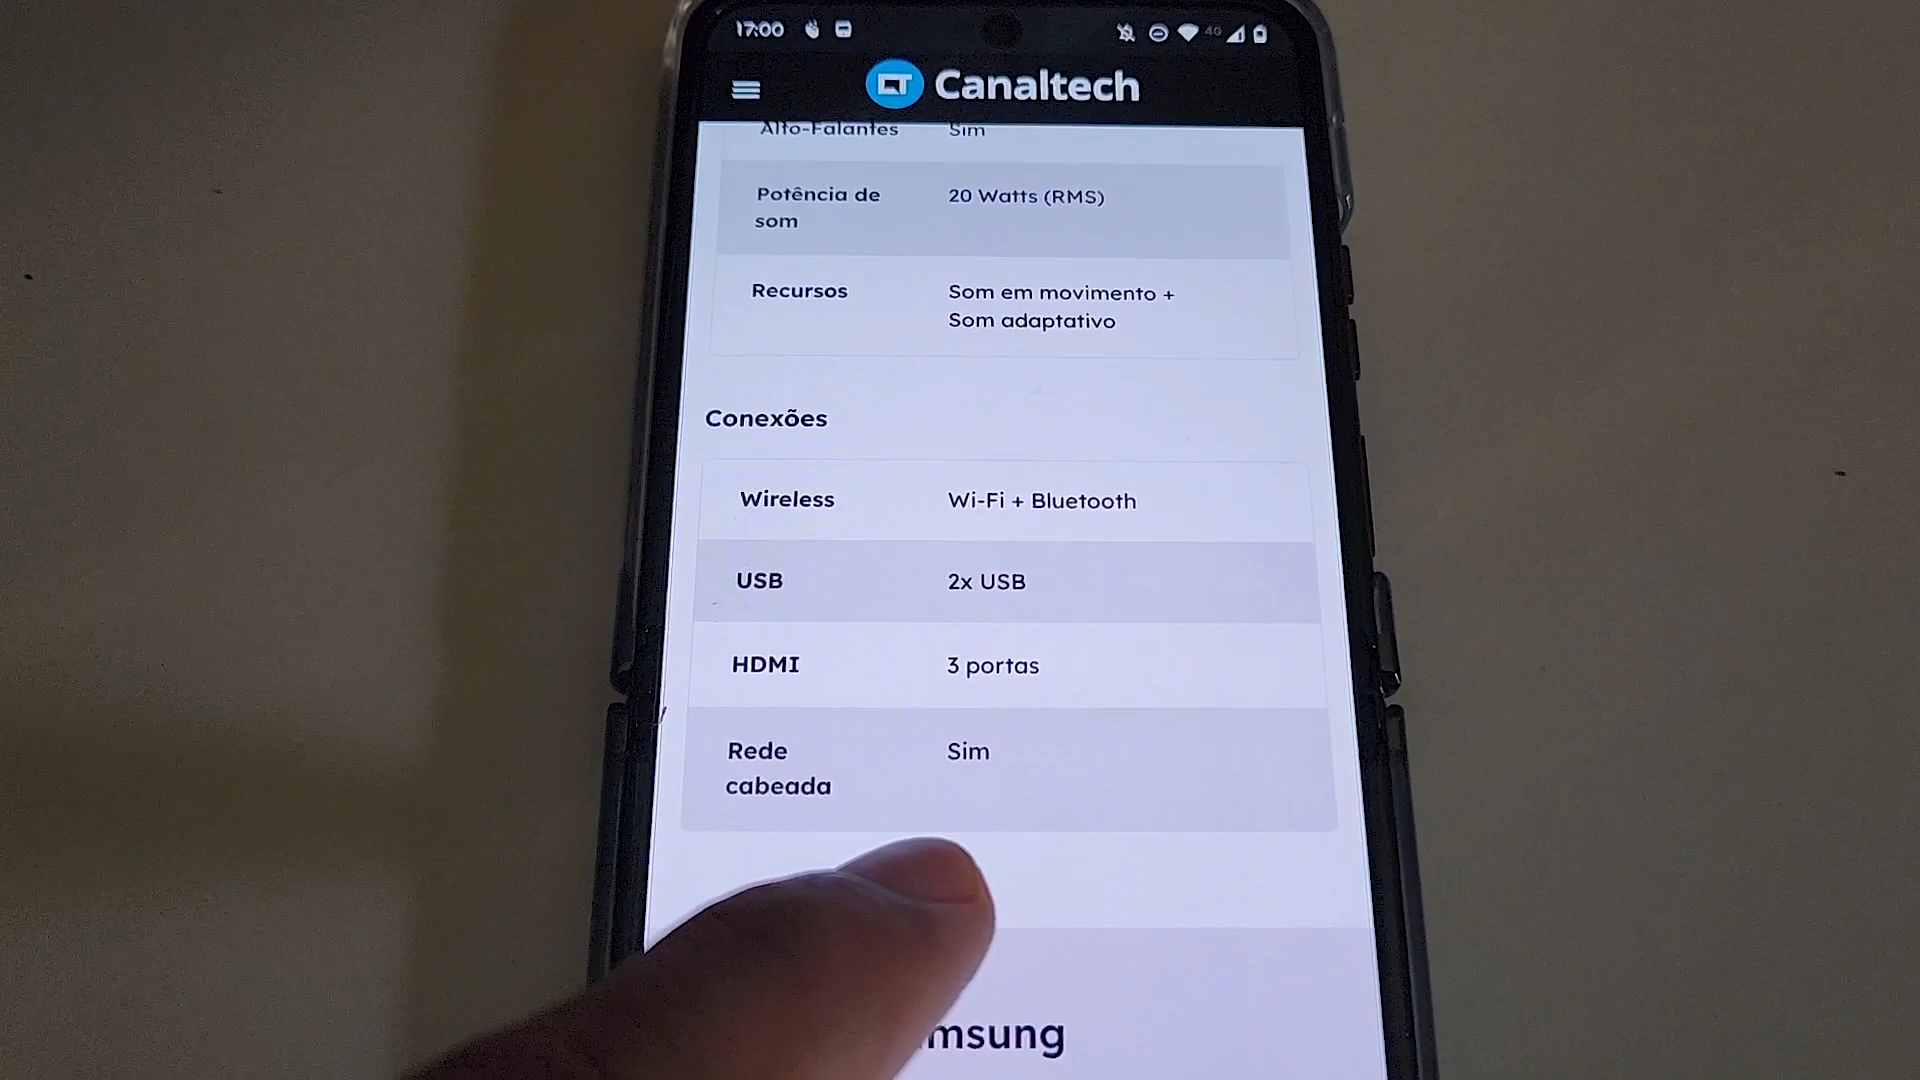 17:00
4G
Canaltech
Alto-Falantes Sim
Potência de 20 Watts (RMS)
som
Recursos Som em movimento +
Som adaptativo
Conexões
Wireless Wi-Fi + Bluetooth
USB 2x USB
HDMI 3 portas
Rede Sim
cabeada
msung